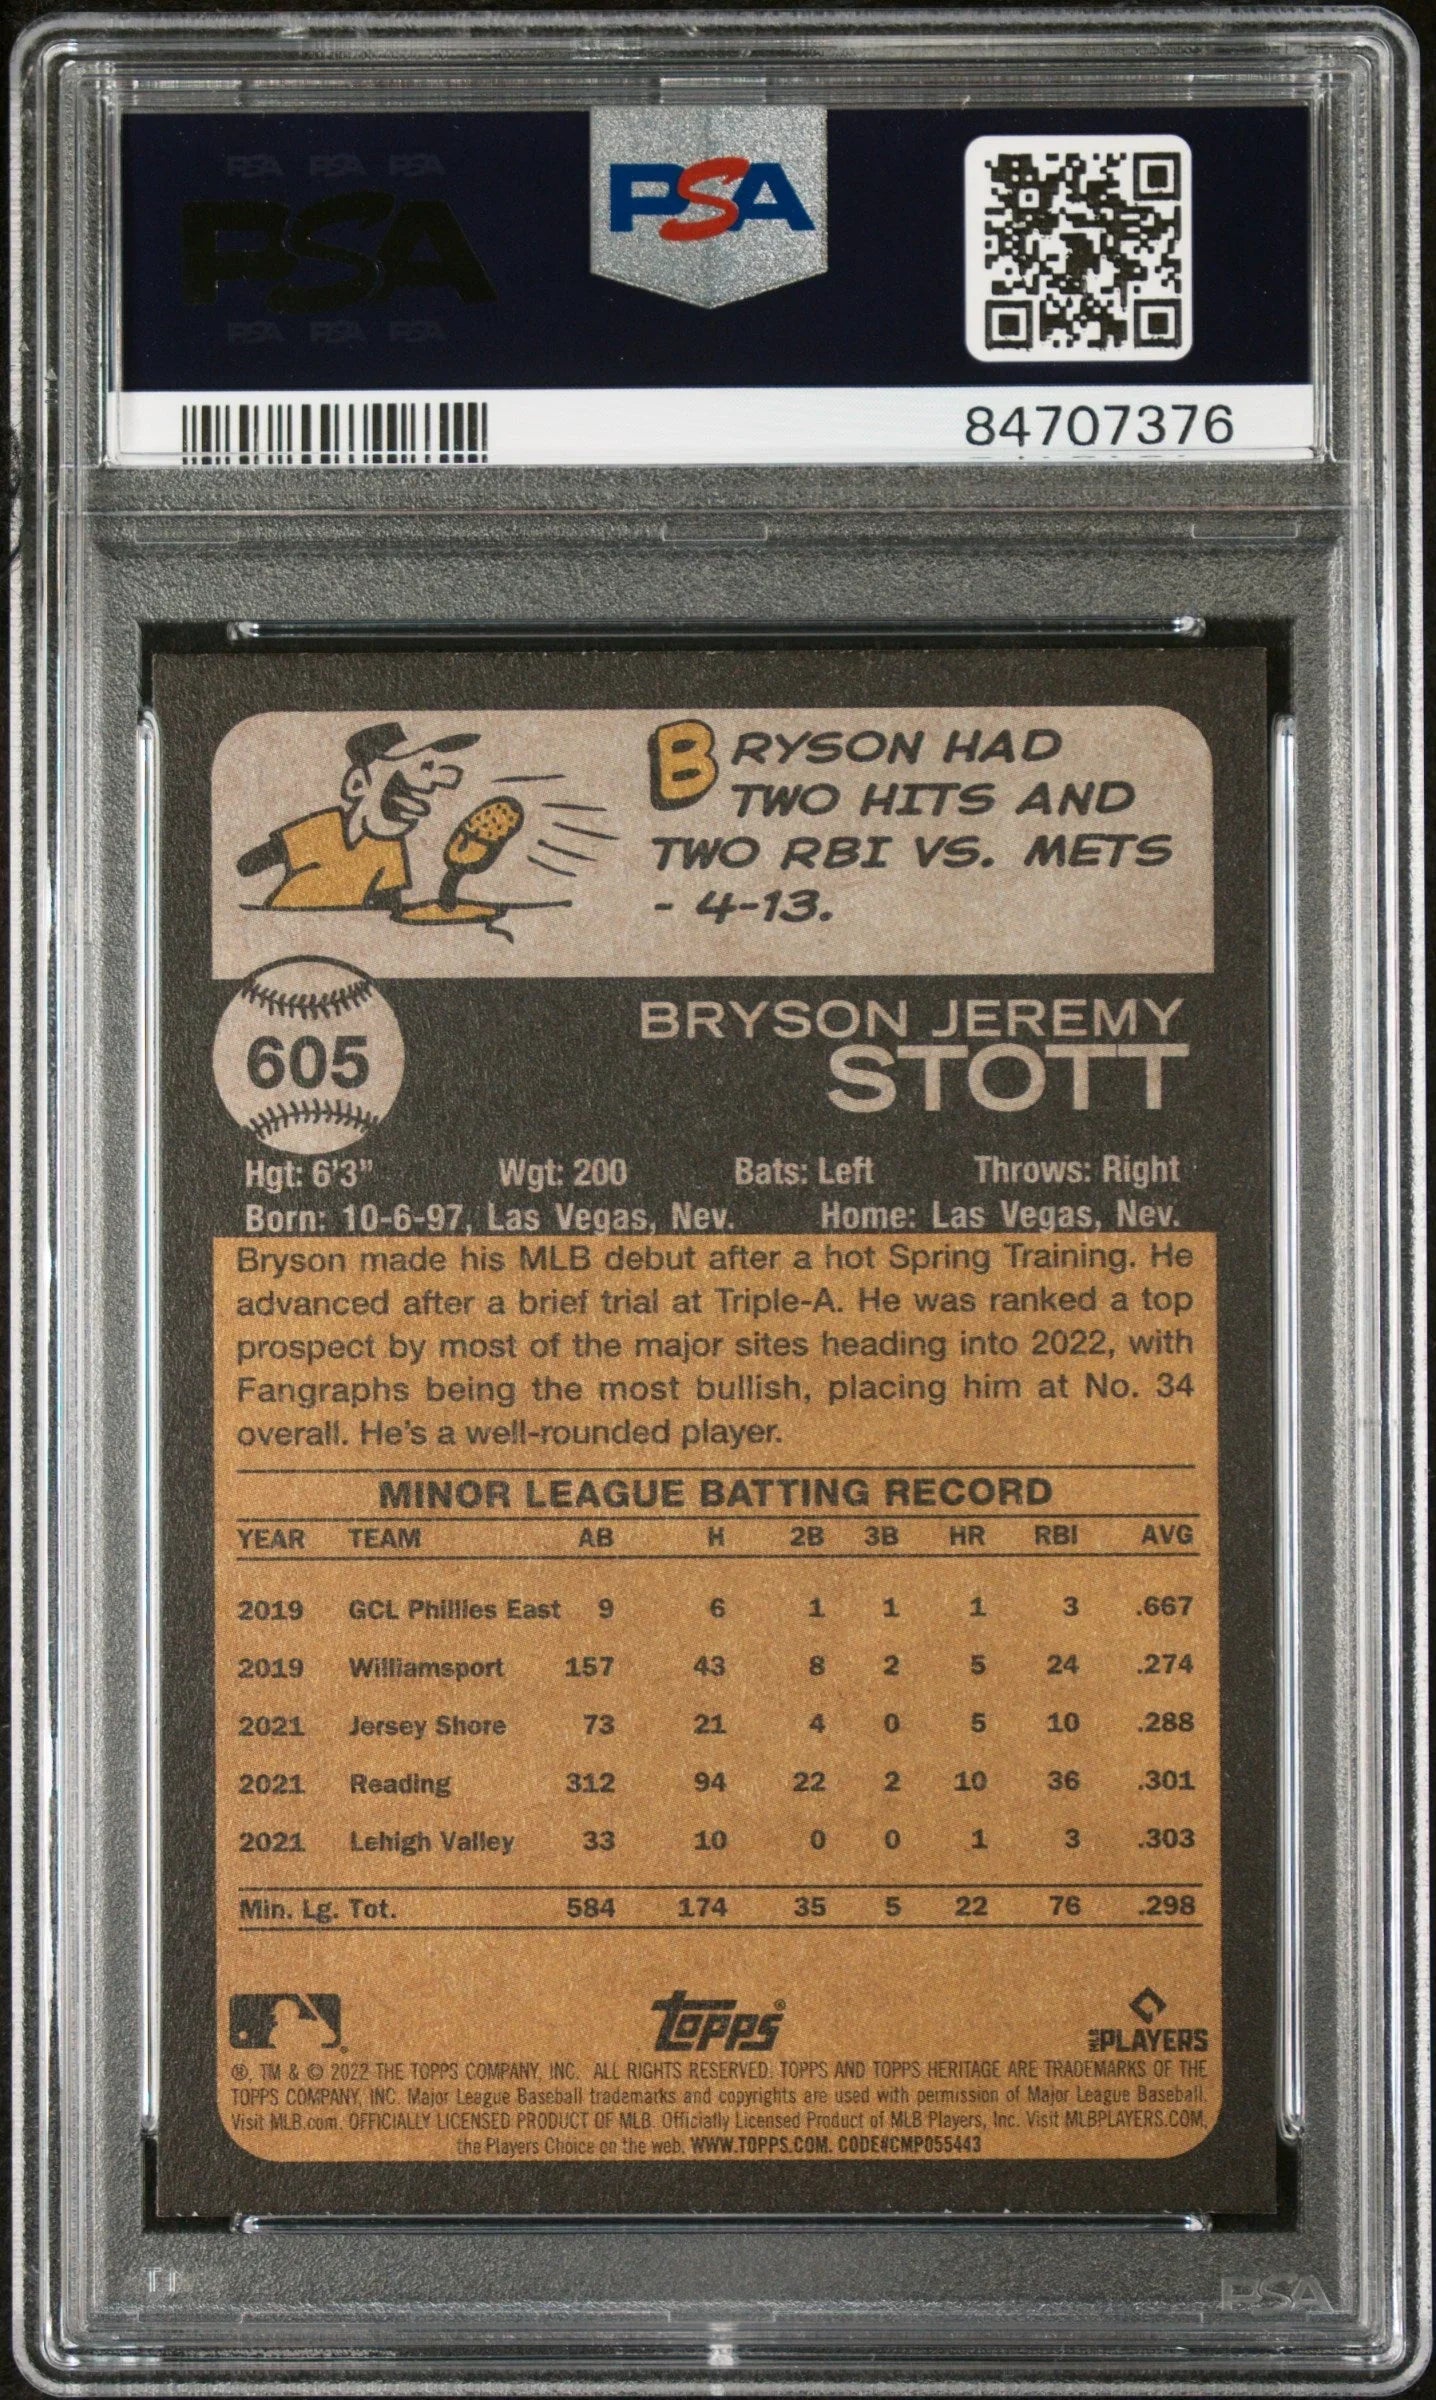 PSA PSA PSA
PSA
PSA PSA PSA
PSA
84707376
BRYSON HAD
TWO HITS AND
TWO RBI VS. METS
- 4-13.
605
BRYSON JEREMY
STOTT
Hgt: 6'3" Wgt: 200 Bats: Left Throws: Right
Born: 10-6-97, Las Vegas, Nev. Home: Las Vegas, Nev.
Bryson made his MLB debut after a hot Spring Training. He
advanced after a brief trial at Triple-A. He was ranked a top
prospect by most of the major sites heading into 2022, with
Fangraphs being the most bullish, placing him at No. 34
overall. He's a well-rounded player.
MINOR LEAGUE BATTING RECORD
YEAR TEAM AB H 2B 3B HR RBI AVG
2019 GCL Phillies East 9 6 1 1 1 3 .667
2019 Williamsport 157 43 8 2 5 24 .274
2021 Jersey Shore 73 21 4 0 5 10 .288
2021 Reading 312 94 22 2 10 36 .301
2021 Lehigh Valley 33 10 0 0 1 3 .303
Min. Lg. Tot. 584 174 35 5 22 76 .298
topps®
MLB PLAYERS
®, TM & © 2022 THE TOPPS COMPANY, INC. ALL RIGHTS RESERVED. TOPPS AND TOPPS HERITAGE ARE TRADEMARKS OF THE
TOPPS COMPANY, INC. Major League Baseball trademarks and copyrights are used with permission of Major League Baseball.
Visit MLB.com. OFFICIALLY LICENSED PRODUCT OF MLB. Officially Licensed Product of MLB Players, Inc. Visit MLBPLAYERS.COM,
the Players Choice on the web. WWW.TOPPS.COM. CODE#CMP055443
PSA